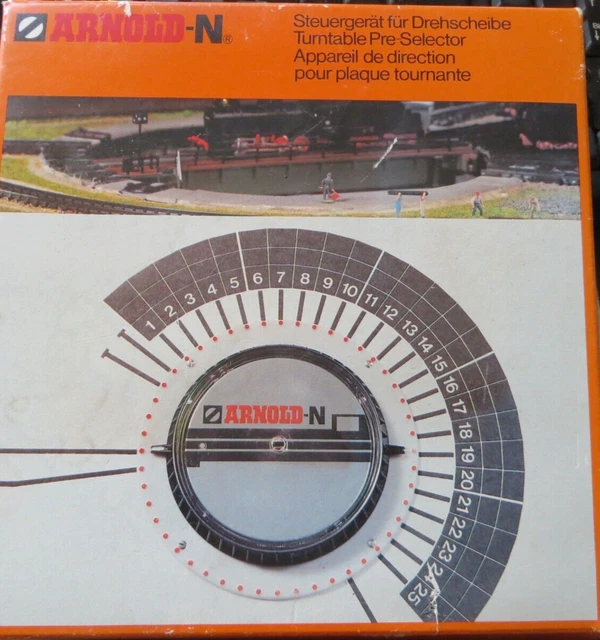 ARNOLD-N®
Steuergerät für Drehscheibe
Turntable Pre-Selector
Appareil de direction
pour plaque tournante
1 2 3 4 5 6 7 8 9 10 11 12 13 14 15 16 17 18 19 20 21 22 23 24 25
ARNOLD-N